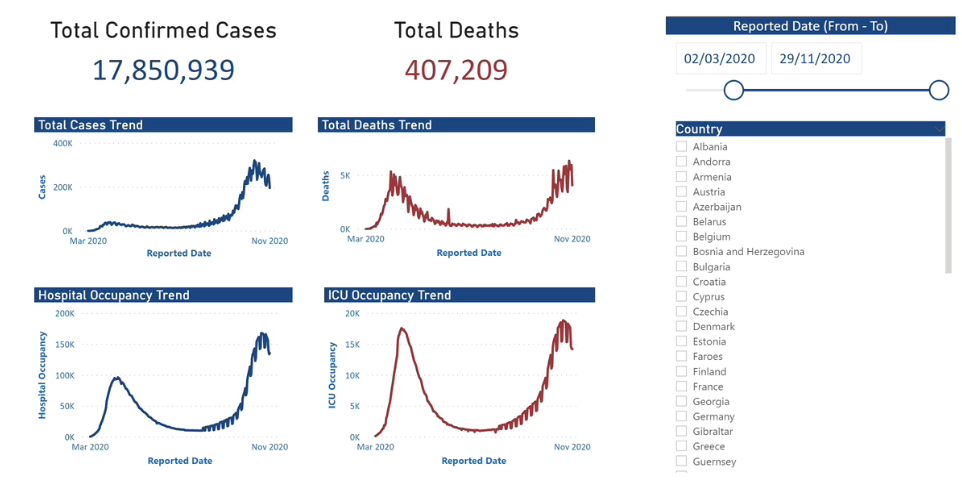 Total Confirmed Cases
17,850,939
Total Deaths
407,209
Reported Date (From - To)
02/03/2020
29/11/2020
Total Cases Trend
400K
200K
0K
Cases
Mar 2020
Nov 2020
Reported Date
Total Deaths Trend
5K
0K
Deaths
Mar 2020
Nov 2020
Reported Date
Hospital Occupancy Trend
200K
150K
100K
50K
0K
Hospital Occupancy
Mar 2020
Nov 2020
Reported Date
ICU Occupancy Trend
20K
15K
10K
5K
0K
ICU Occupancy
Mar 2020
Nov 2020
Reported Date
Country
Albania
Andorra
Armenia
Austria
Azerbaijan
Belarus
Belgium
Bosnia and Herzegovina
Bulgaria
Croatia
Cyprus
Czechia
Denmark
Estonia
Faroes
Finland
France
Georgia
Germany
Gibraltar
Greece
Guernsey